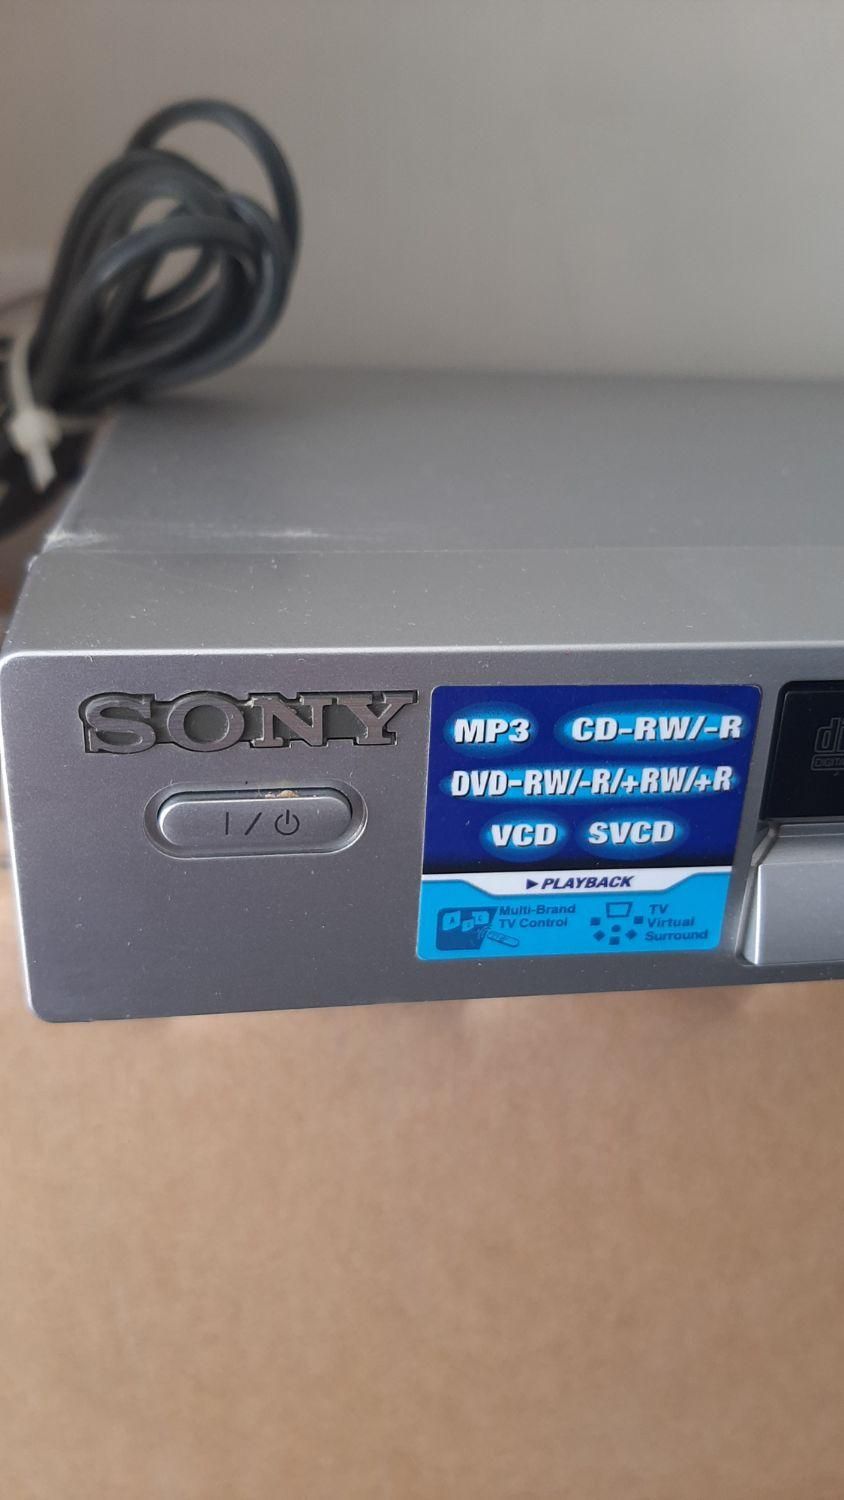 SONY
I/⏻
MP3 CD-RW/-R
DVD-RW/-R/+RW/+R
VCD SVCD
►PLAYBACK
Multi-Brand
TV Control
TV
Virtual
Surround